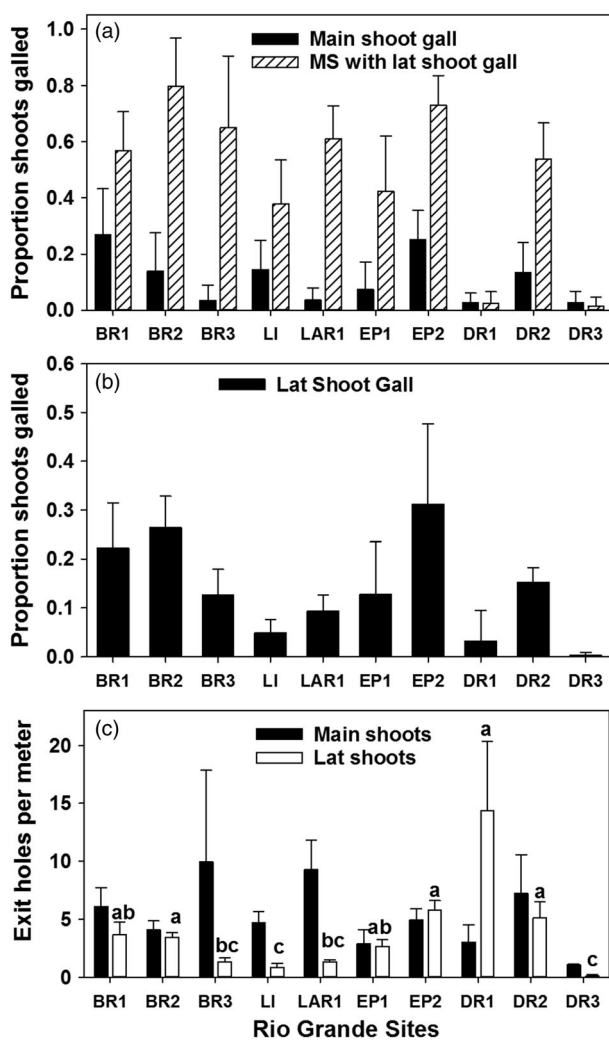 (a)
Main shoot gall
MS with lat shoot gall
Proportion shoots galled
1.0
0.8
0.6
0.4
0.2
0.0
BR1 BR2 BR3 LI LAR1 EP1 EP2 DR1 DR2 DR3
(b)
Lat Shoot Gall
Proportion shoots galled
0.6
0.5
0.4
0.3
0.2
0.1
0.0
BR1 BR2 BR3 LI LAR1 EP1 EP2 DR1 DR2 DR3
(c)
Main shoots
Lat shoots
Exit holes per meter
20
15
10
5
0
ab a bc c bc ab a a a c
BR1 BR2 BR3 LI LAR1 EP1 EP2 DR1 DR2 DR3
Rio Grande Sites